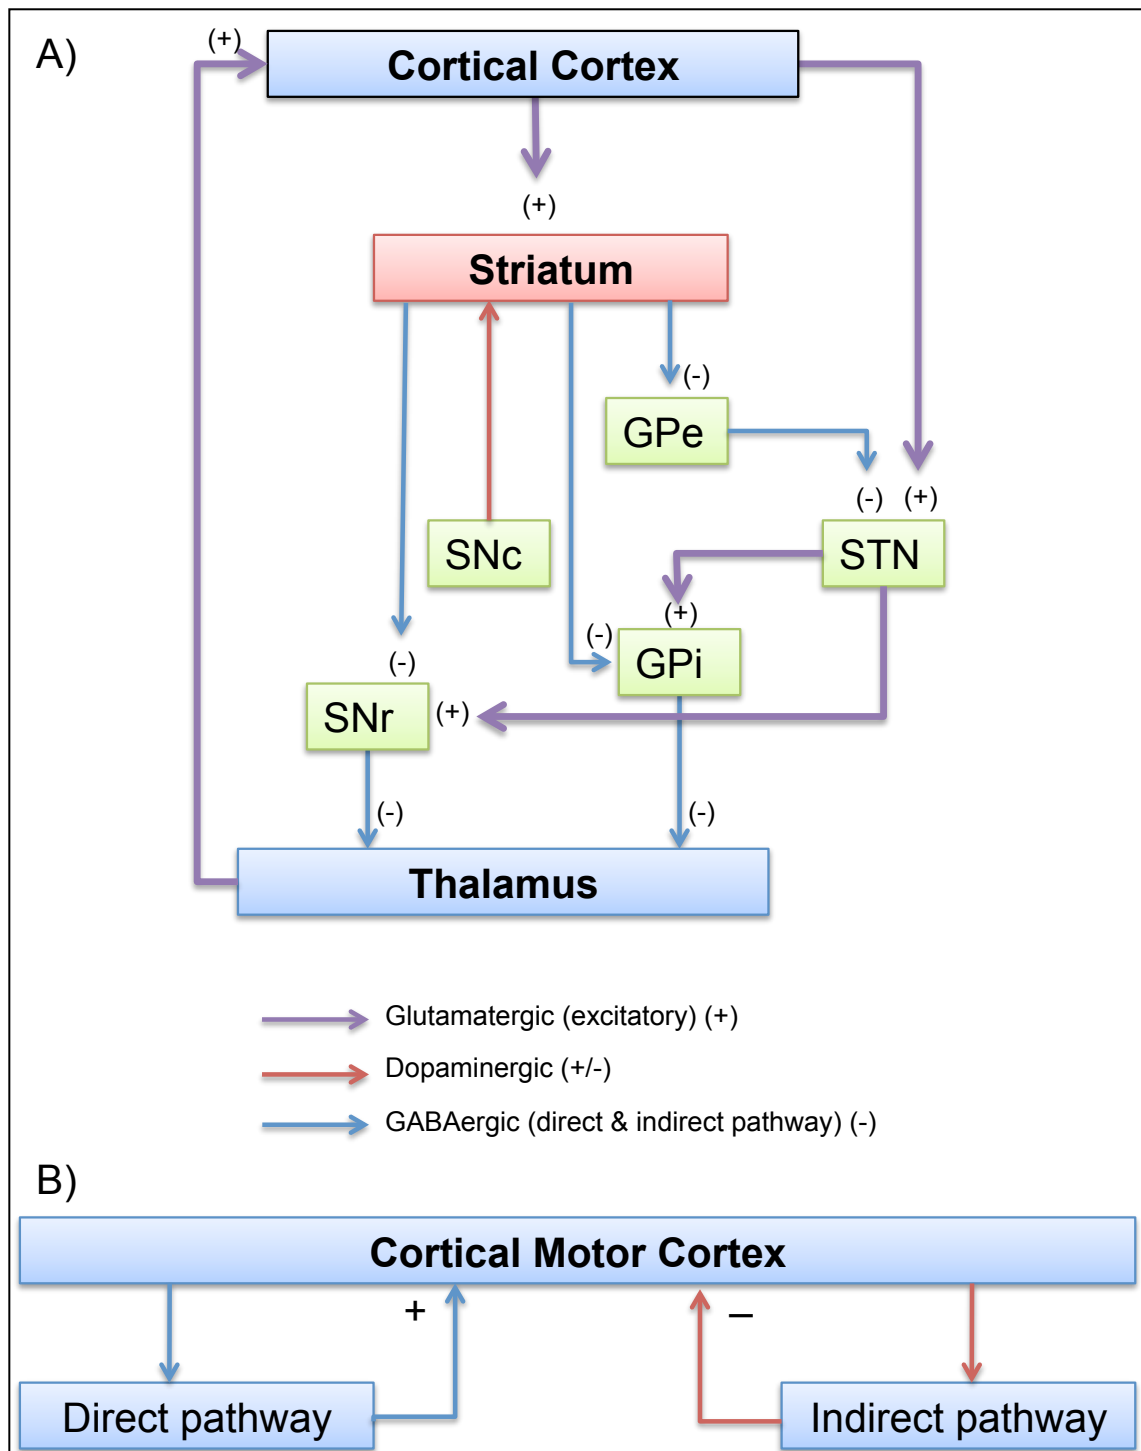 A)
(+)
Cortical Cortex
(+)
Striatum
(-)
GPe
(-) (+)
SNc
STN
(+)
(-)
GPi
(-)
SNr
(+)
(-)
(-)
Thalamus
Glutamatergic (excitatory) (+)
Dopaminergic (+/-)
GABAergic (direct & indirect pathway) (-)
B)
Cortical Motor Cortex
+
–
Direct pathway
Indirect pathway